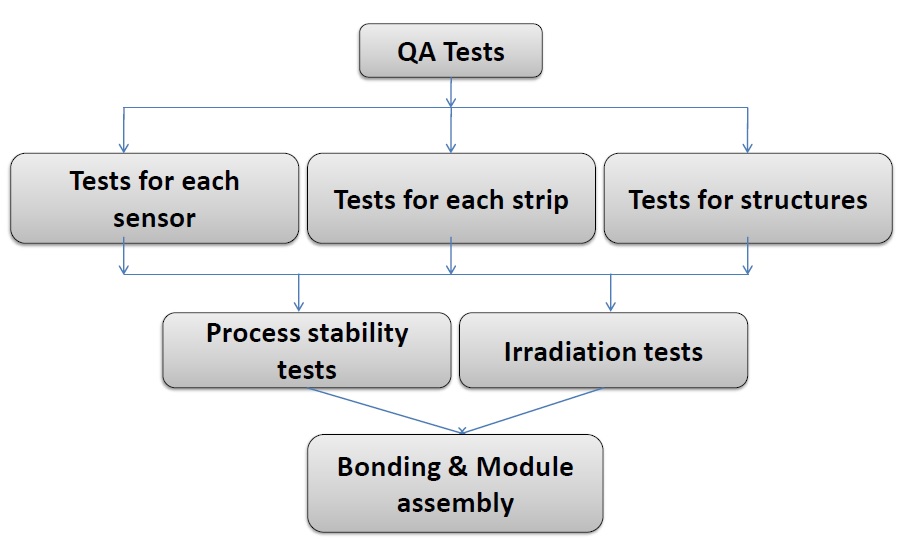 QA Tests
Tests for each
sensor
Tests for each strip
Tests for structures
Process stability
tests
Irradiation tests
Bonding & Module
assembly